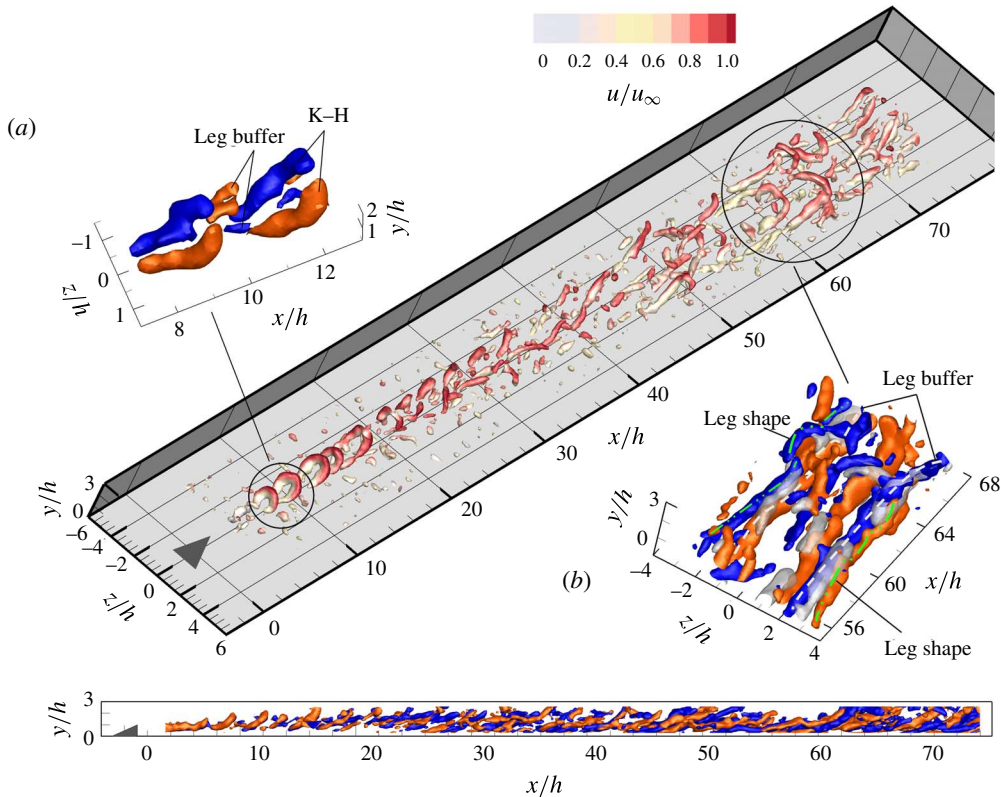 0 0.2 0.4 0.6 0.8 1.0
u/u∞
(a)
K–H
Leg buffer
–1
0
1
z/h
8
10
12
x/h
2
1
y/h
3
0
y/h
–6
–4
–2
0
2
4
6
z/h
0
10
20
30
40
50
60
70
x/h
(b)
Leg buffer
Leg shape
3
0
y/h
–4
–2
0
2
4
z/h
56
60
64
68
x/h
Leg shape
3
0
y/h
0 10 20 30 40 50 60 70
x/h